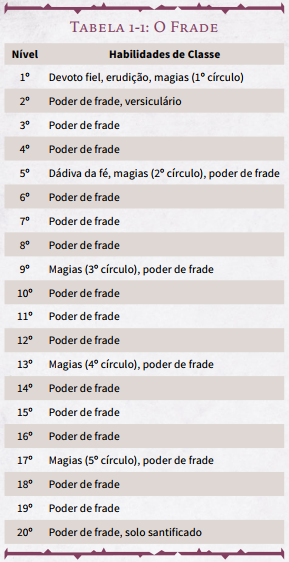 Tabela 1-1: O Frade
Nível Habilidades de Classe
1º Devoto fiel, erudição, magias (1º círculo)
2º Poder de frade, versiculário
3º Poder de frade
4º Poder de frade
5º Dádiva da fé, magias (2º círculo), poder de frade
6º Poder de frade
7º Poder de frade
8º Poder de frade
9º Magias (3º círculo), poder de frade
10º Poder de frade
11º Poder de frade
12º Poder de frade
13º Magias (4º círculo), poder de frade
14º Poder de frade
15º Poder de frade
16º Poder de frade
17º Magias (5º círculo), poder de frade
18º Poder de frade
19º Poder de frade
20º Poder de frade, solo santificado